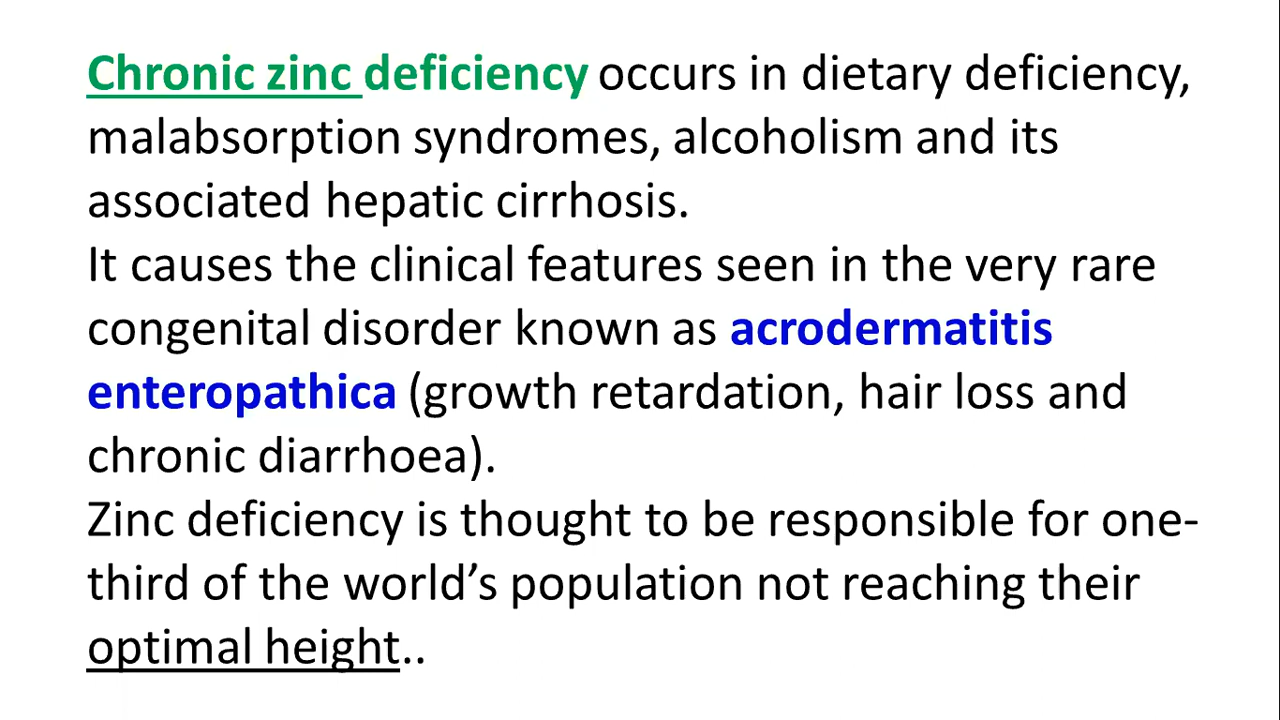 Chronic zinc deficiency occurs in dietary deficiency,
malabsorption syndromes, alcoholism and its
associated hepatic cirrhosis.
It causes the clinical features seen in the very rare
congenital disorder known as acrodermatitis
enteropathica (growth retardation, hair loss and
chronic diarrhoea).
Zinc deficiency is thought to be responsible for one-
third of the world’s population not reaching their
optimal height..